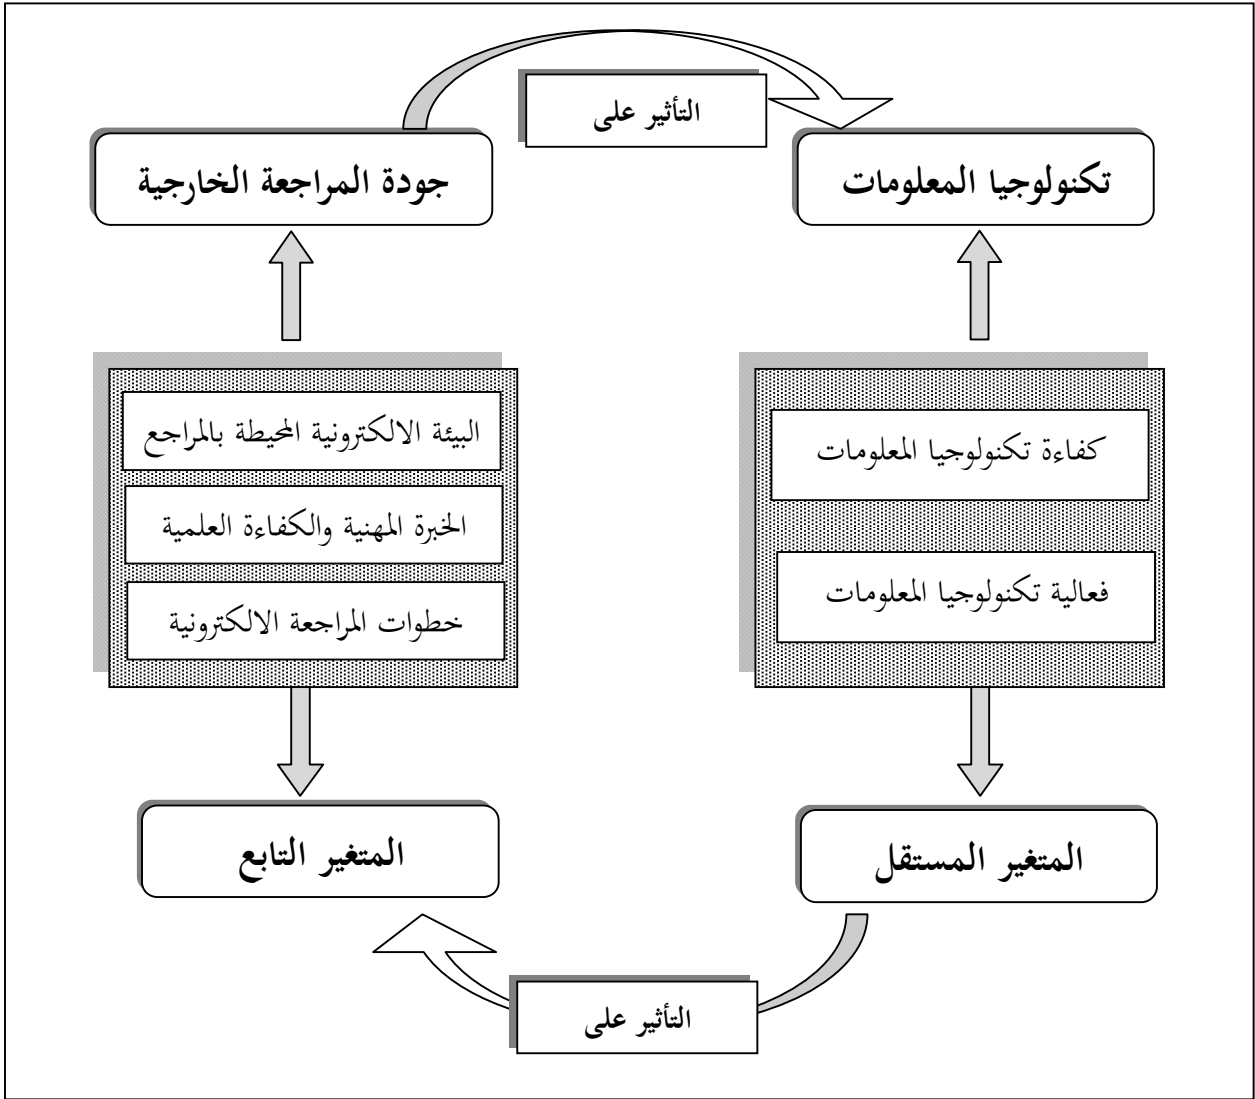 التأثير على
تكنولوجيا المعلومات
جودة المراجعة الخارجية
كفاءة تكنولوجيا المعلومات
فعالية تكنولوجيا المعلومات
البيئة الالكترونية المحيطة بالمراجع
الخبرة المهنية والكفاءة العلمية
خطوات المراجعة الالكترونية
المتغير المستقل
المتغير التابع
التأثير على